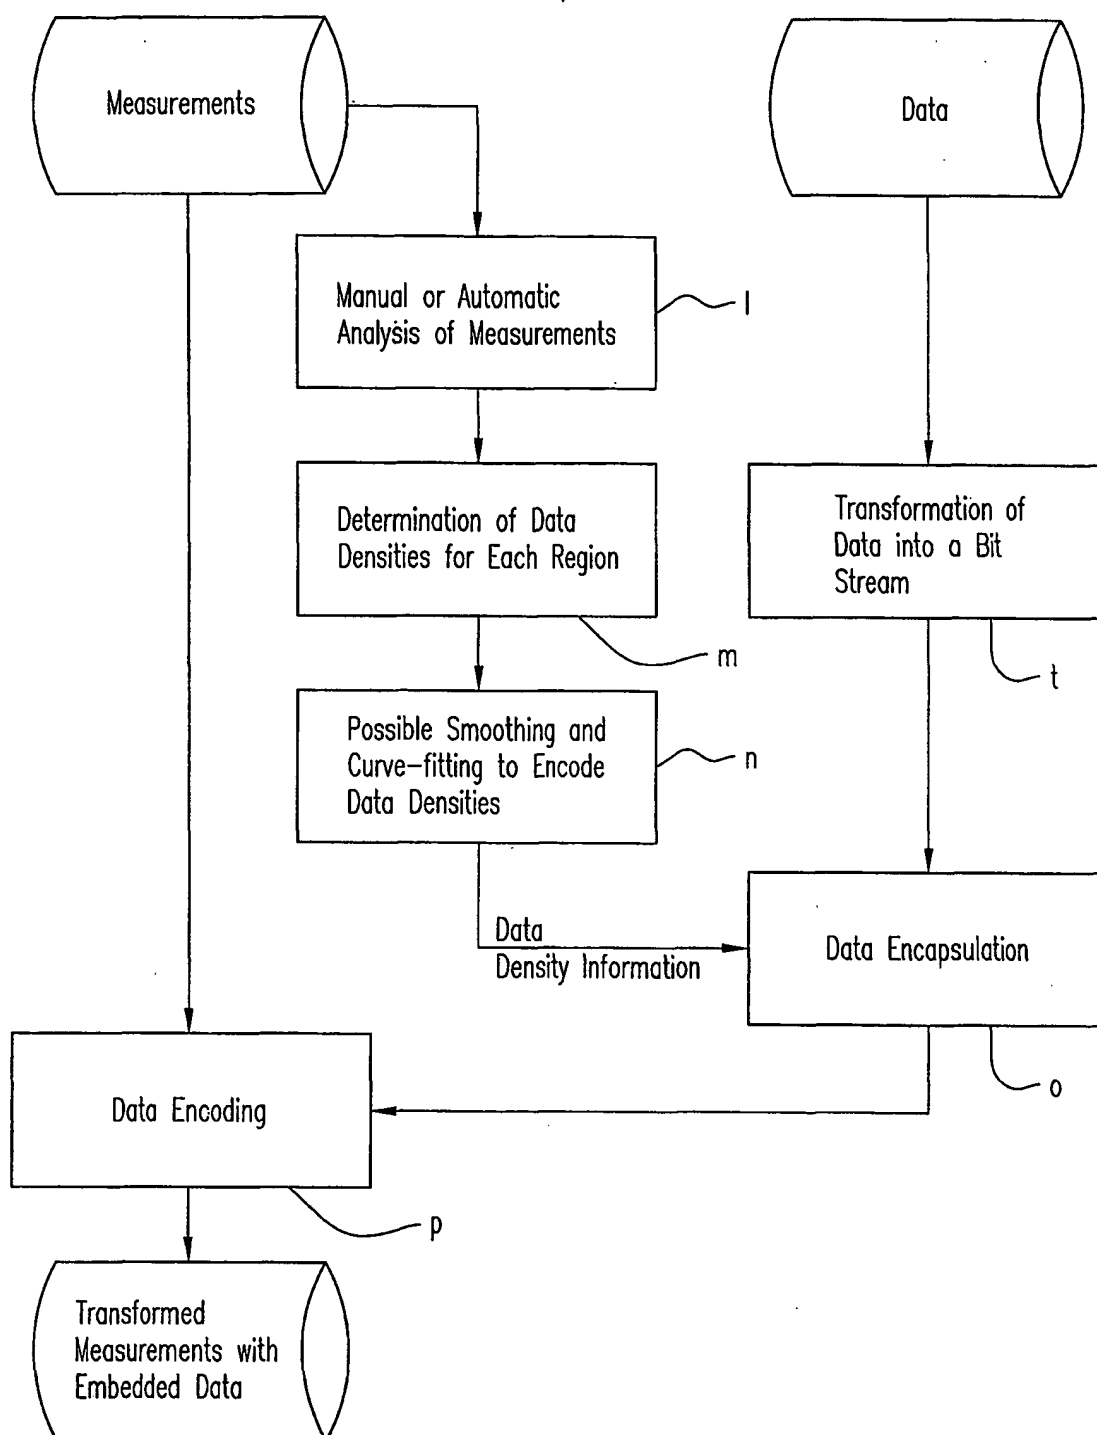 Measurements
Data
Manual or Automatic
Analysis of Measurements
l
Determination of Data
Densities for Each Region
m
Transformation of
Data into a Bit
Stream
t
Possible Smoothing and
Curve-fitting to Encode
Data Densities
n
Data
Density Information
Data Encapsulation
o
Data Encoding
p
Transformed
Measurements with
Embedded Data